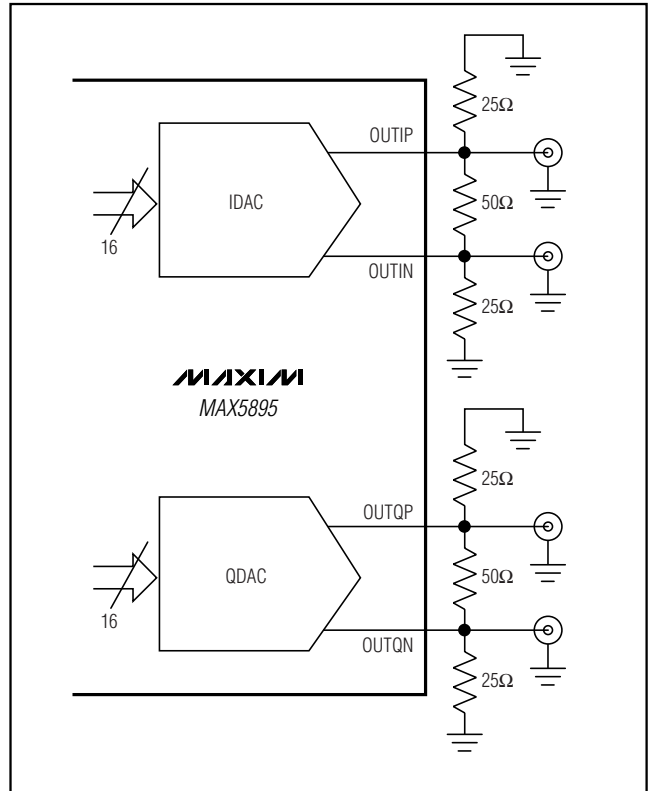 25Ω
OUTIP
IDAC
50Ω
16
OUTIN
25Ω
MAXIM
MAX5895
25Ω
OUTQP
QDAC
50Ω
16
OUTQN
25Ω